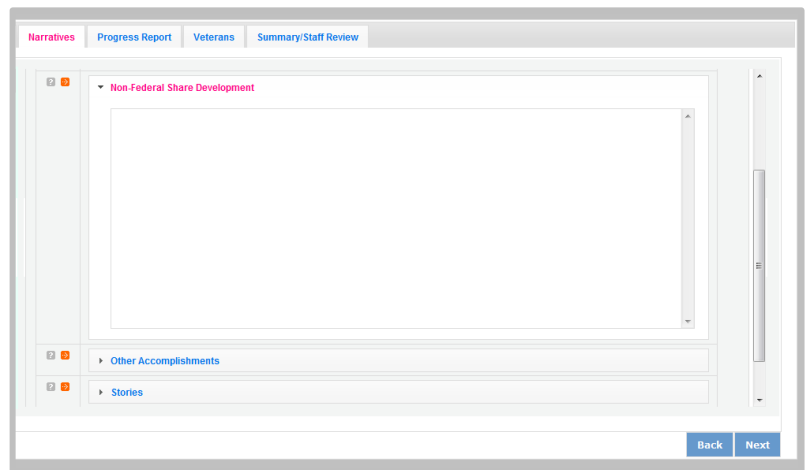 Narratives Progress Report Veterans Summary/Staff Review
Non-Federal Share Development
Other Accomplishments
Stories
Back Next